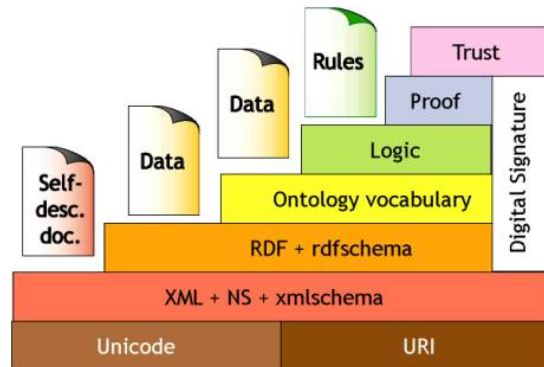 Trust
Rules
Proof
Data
Logic
Data
Self-
desc.
doc.
Ontology vocabulary
Digital Signature
RDF + rdfschema
XML + NS + xmlschema
Unicode
URI